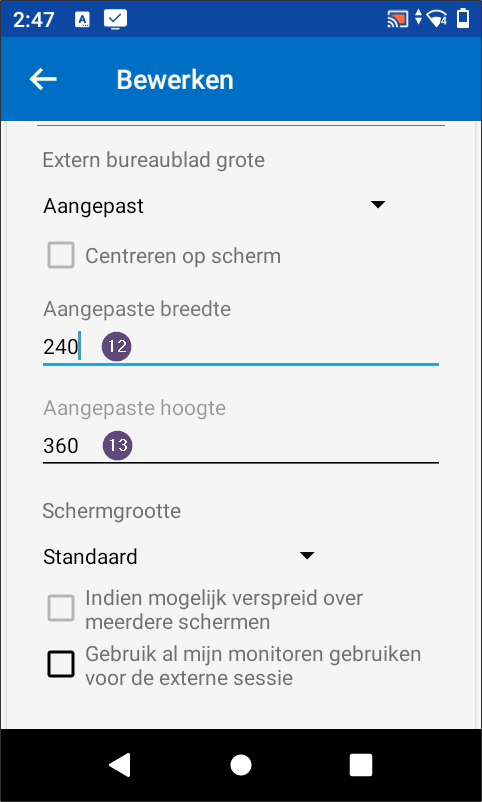 2:47 A 4
Bewerken
Extern bureaublad grote
Aangepast
Centreren op scherm
Aangepaste breedte
240 12
Aangepaste hoogte
360 13
Schermgrootte
Standaard
Indien mogelijk verspreid over
meerdere schermen
Gebruik al mijn monitoren gebruiken
voor de externe sessie